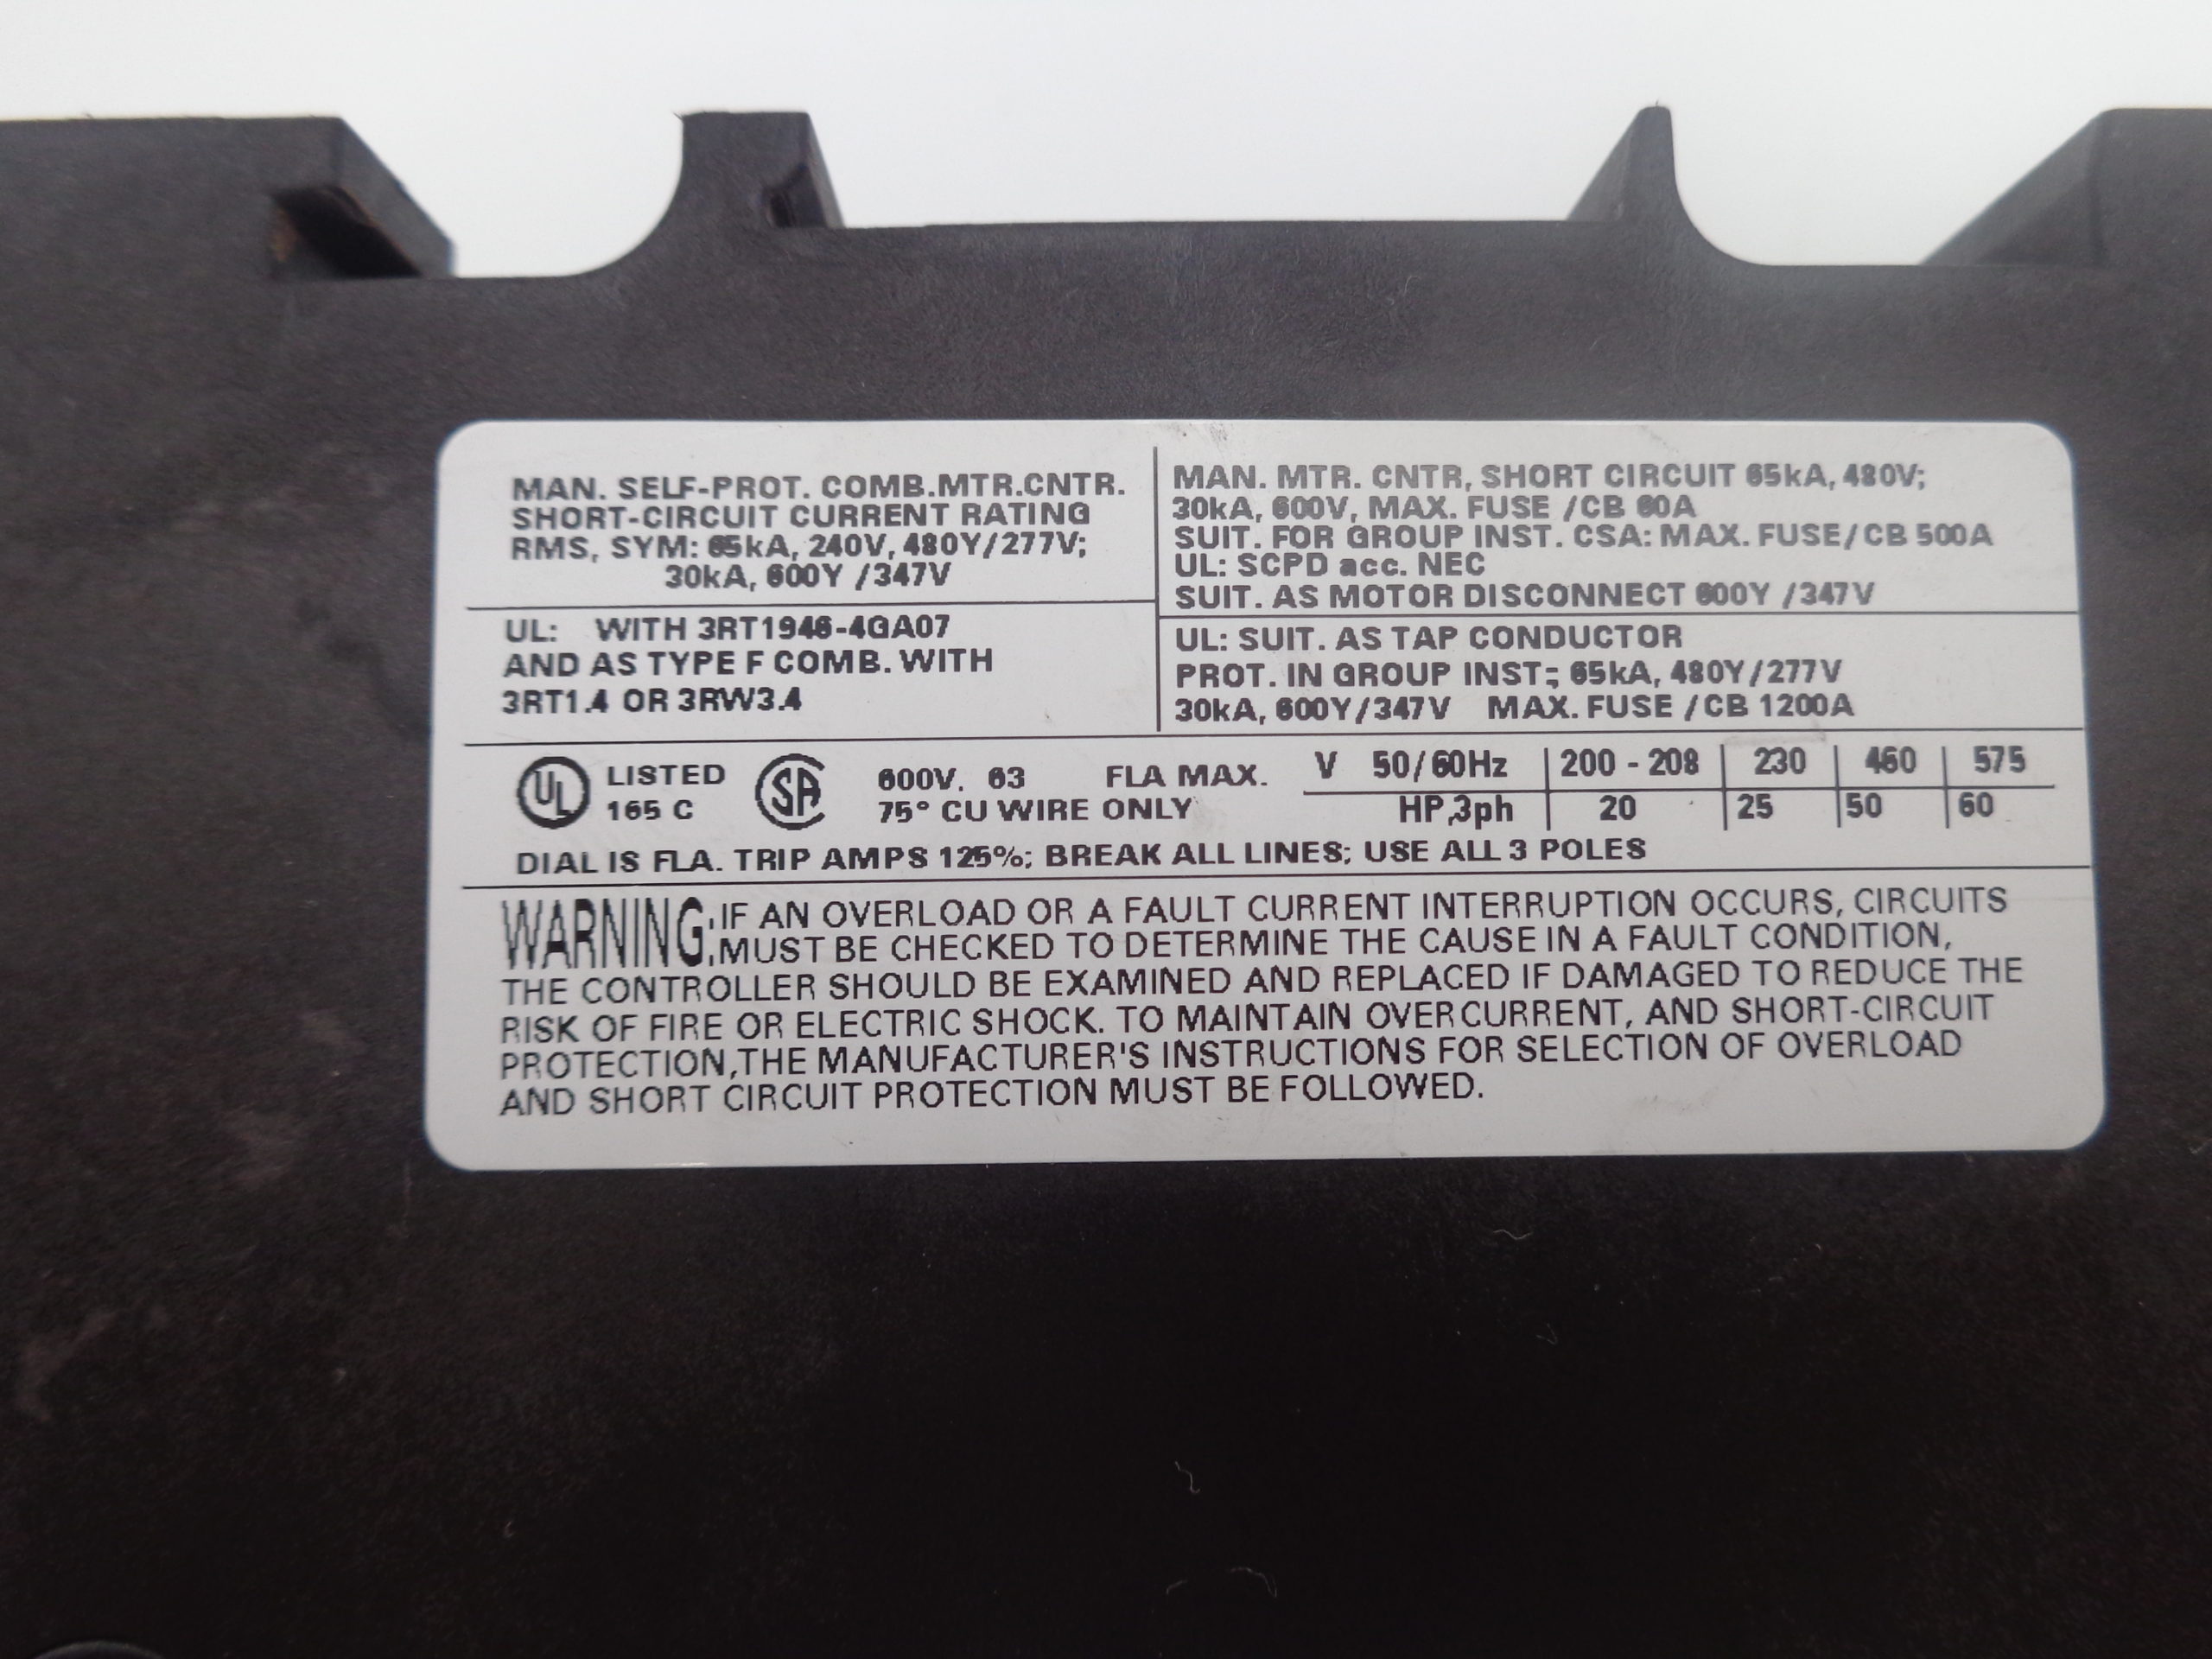 MAN. SELF-PROT. COMB.MTR.CNTR.
SHORT-CIRCUIT CURRENT RATING
RMS, SYM: 65kA, 240V, 480Y/277V;
30kA, 600Y /347V
UL: WITH 3RT1946-4GA07
AND AS TYPE F COMB. WITH
3RT1.4 OR 3RW3.4
MAN. MTR. CNTR, SHORT CIRCUIT 65kA, 480V;
30kA, 600V, MAX. FUSE /CB 60A
SUIT. FOR GROUP INST. CSA: MAX. FUSE/CB 500A
UL: SCPD acc. NEC
SUIT. AS MOTOR DISCONNECT 600Y /347V
UL: SUIT. AS TAP CONDUCTOR
PROT. IN GROUP INST; 65kA, 480Y/277V
30kA, 600Y/347V MAX. FUSE /CB 1200A
UL LISTED
165 C
SA
600V. 63 FLA MAX.
75° CU WIRE ONLY
V 50/60Hz 200 - 208 230 460 575
HP,3ph 20 25 50 60
DIAL IS FLA. TRIP AMPS 125%; BREAK ALL LINES; USE ALL 3 POLES
WARNING: IF AN OVERLOAD OR A FAULT CURRENT INTERRUPTION OCCURS, CIRCUITS
MUST BE CHECKED TO DETERMINE THE CAUSE IN A FAULT CONDITION,
THE CONTROLLER SHOULD BE EXAMINED AND REPLACED IF DAMAGED TO REDUCE THE
RISK OF FIRE OR ELECTRIC SHOCK. TO MAINTAIN OVERCURRENT, AND SHORT-CIRCUIT
PROTECTION,THE MANUFACTURER'S INSTRUCTIONS FOR SELECTION OF OVERLOAD
AND SHORT CIRCUIT PROTECTION MUST BE FOLLOWED.